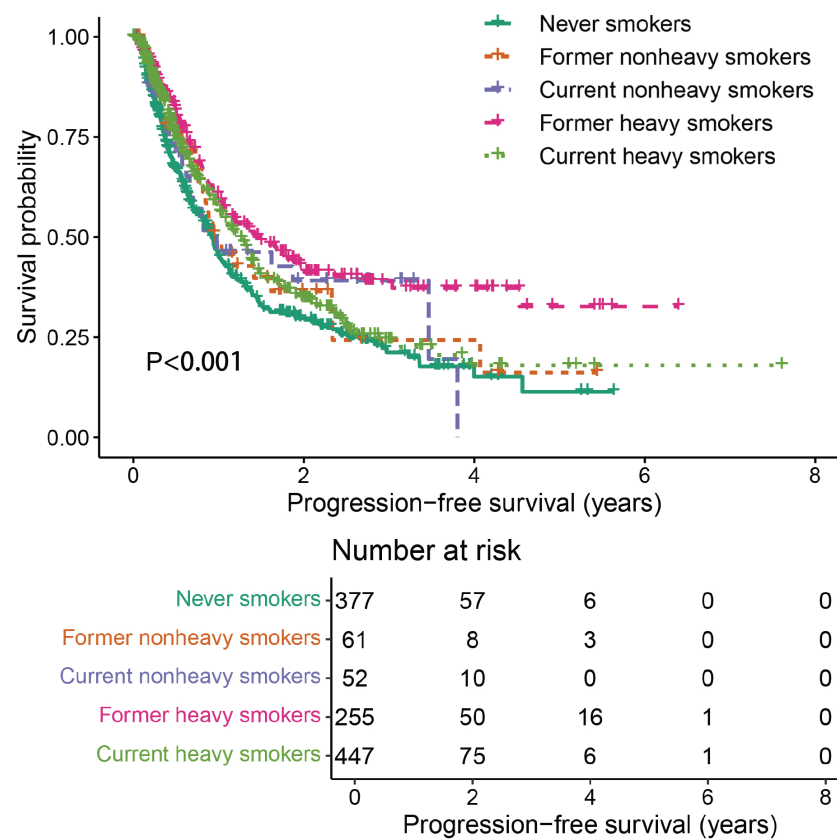 Never smokers
Former nonheavy smokers
Current nonheavy smokers
Former heavy smokers
Current heavy smokers
Survival probability
1.00
0.75
0.50
0.25
0.00
P<0.001
0 2 4 6 8
Progression−free survival (years)
Number at risk
Never smokers 377 57 6 0 0
Former nonheavy smokers 61 8 3 0 0
Current nonheavy smokers 52 10 0 0 0
Former heavy smokers 255 50 16 1 0
Current heavy smokers 447 75 6 1 0
0 2 4 6 8
Progression−free survival (years)